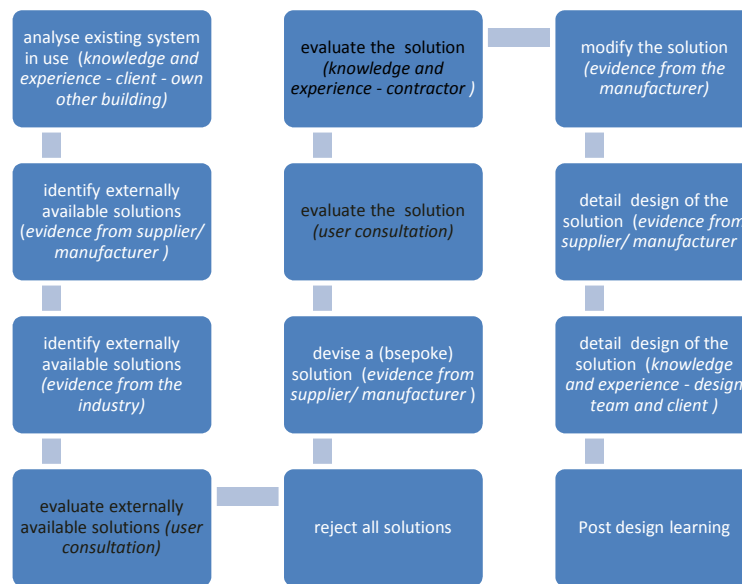 analyse existing system
in use (knowledge and
experience - client - own
other building)
identify externally
available solutions
(evidence from supplier/
manufacturer )
identify externally
available solutions
(evidence from the
industry)
evaluate externally
available solutions (user
consultation)
reject all solutions
devise a (bsepoke)
solution (evidence from
supplier/ manufacturer )
evaluate the solution
(user consultation)
evaluate the solution
(knowledge and
experience - contractor )
modify the solution
(evidence from the
manufacturer)
detail design of the
solution (evidence from
supplier/ manufacturer
detail design of the
solution (knowledge
and experience - design
team and client )
Post design learning